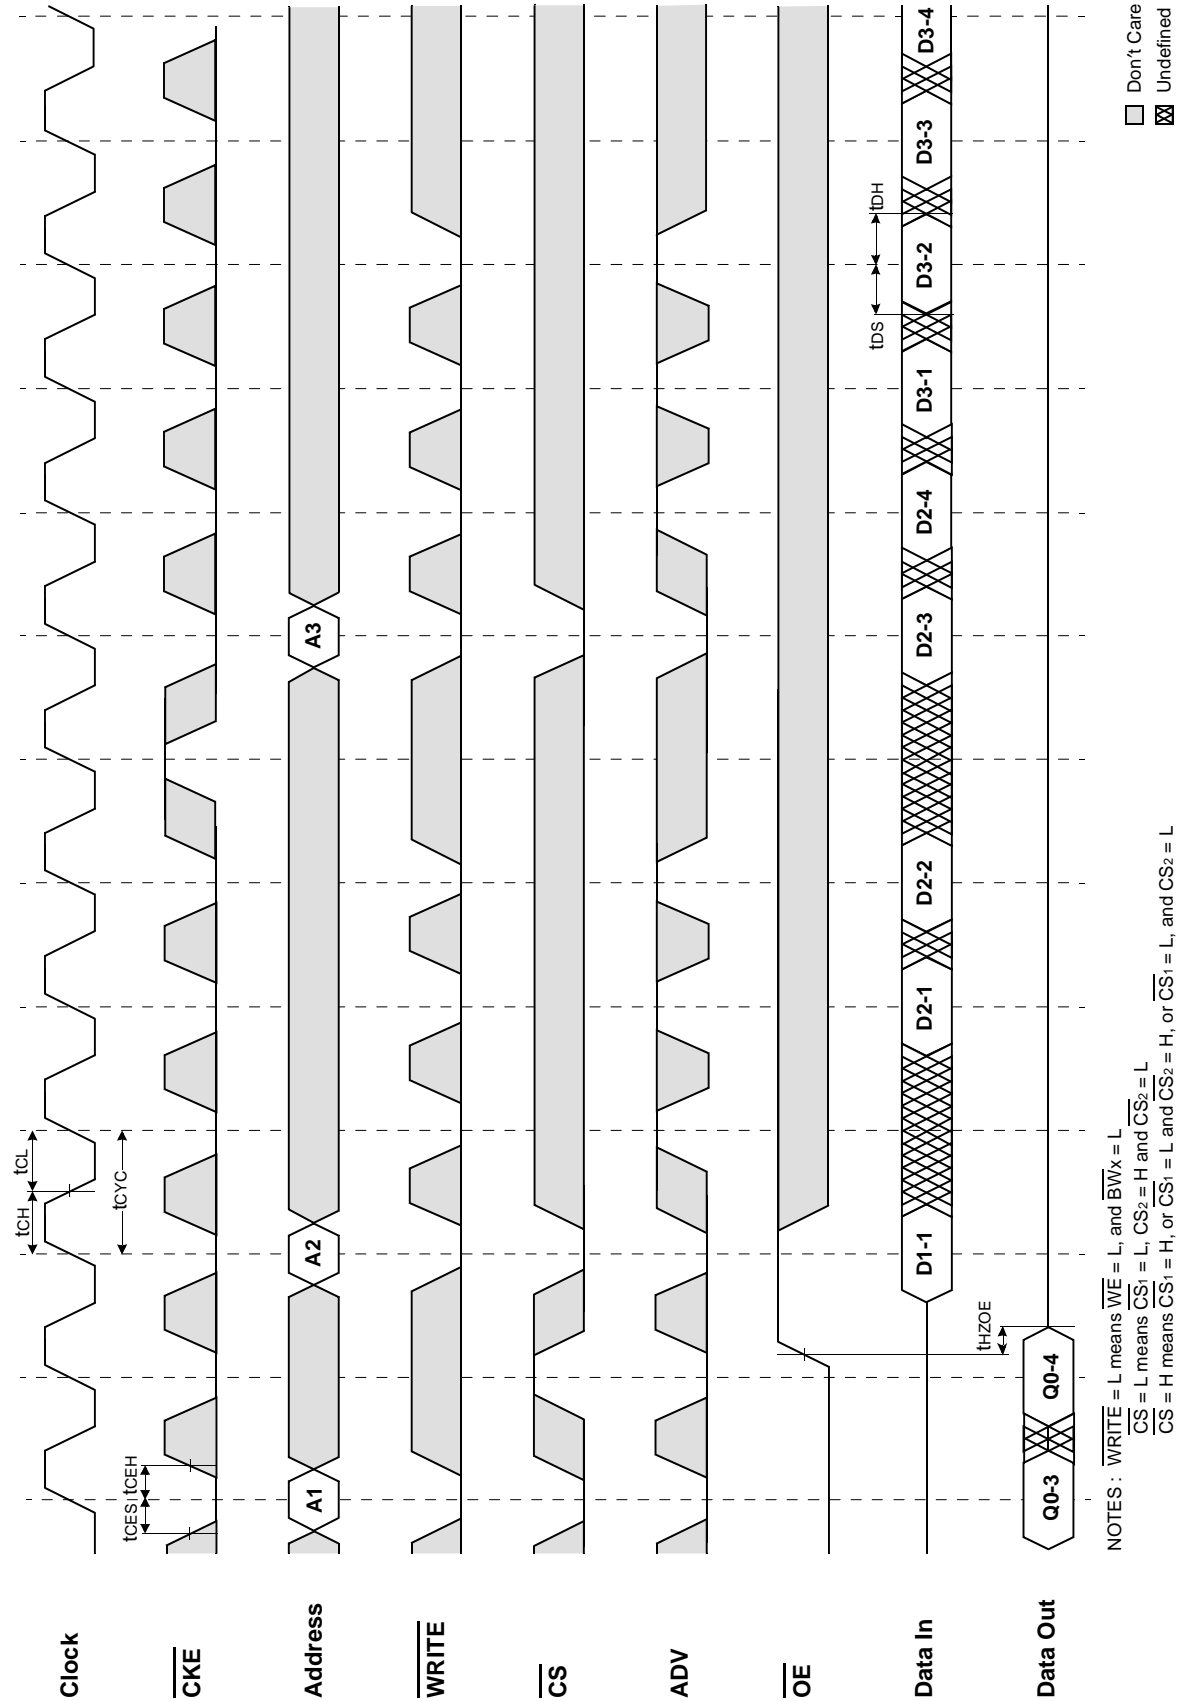 Clock
tCH tCL
tCYC
CKE
tCES tCEH
Address
A1 A2 A3
WRITE
CS
ADV
OE
Data In
D1-1 D2-1 D2-2 D2-3 D2-4 D3-1 D3-2 D3-3 D3-4
tDS tDH
tHZOE
Data Out
Q0-3 Q0-4
NOTES : WRITE = L means WE = L, and BWx = L
CS = L means CS1 = L, CS2 = H and CS2 = L
CS = H means CS1 = H, or CS1 = L and CS2 = H, or CS1 = L, and CS2 = L
Don't Care
Undefined